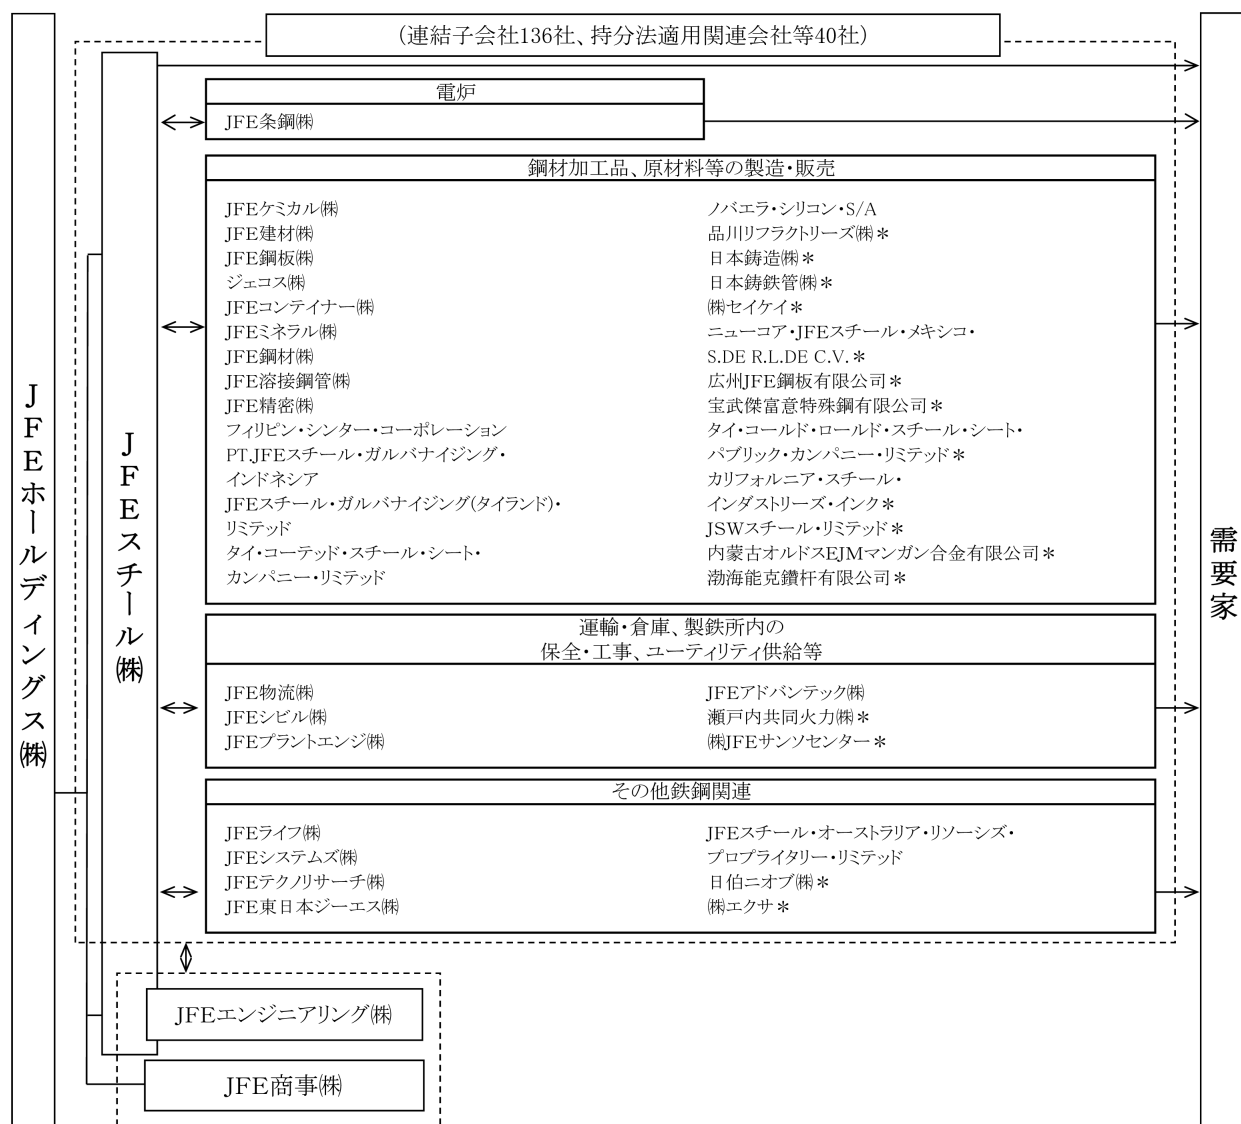 (連結子会社136社、持分法適用関連会社等40社)
JFEホールディングス㈱
JFEスチール㈱
電炉
JFE条鋼㈱
鋼材加工品、原材料等の製造・販売
JFEケミカル㈱
JFE建材㈱
JFE鋼板㈱
ジェコス㈱
JFEコンテイナー㈱
JFEミネラル㈱
JFE鋼材㈱
JFE溶接鋼管㈱
JFE精密㈱
フィリピン・シンター・コーポレーション
PT.JFEスチール・ガルバナイジング・
インドネシア
JFEスチール・ガルバナイジング(タイランド)・
リミテッド
タイ・コーテッド・スチール・シート・
カンパニー・リミテッド
ノバエラ・シリコン・S/A
品川リフラクトリーズ㈱＊
日本鋳造㈱＊
日本鋳鉄管㈱＊
㈱セイケイ＊
ニューコア・JFEスチール・メキシコ・
S.DE R.L.DE C.V.＊
広州JFE鋼板有限公司＊
宝武傑富意特殊鋼有限公司＊
タイ・コールド・ロールド・スチール・シート・
パブリック・カンパニー・リミテッド＊
カリフォルニア・スチール・
インダストリーズ・インク＊
JSWスチール・リミテッド＊
内蒙古オルドスEJMマンガン合金有限公司＊
渤海能克鑽杆有限公司＊
運輸・倉庫、製鉄所内の
保全・工事、ユーティリティ供給等
JFE物流㈱
JFEシビル㈱
JFEプラントエンジ㈱
JFEアドバンテック㈱
瀬戸内共同火力㈱＊
㈱JFEサンソセンター＊
その他鉄鋼関連
JFEライフ㈱
JFEシステムズ㈱
JFEテクノリサーチ㈱
JFE東日本ジーエス㈱
JFEスチール・オーストラリア・リソーシズ・
プロプライタリー・リミテッド
日伯ニオブ㈱＊
㈱エクサ＊
JFEエンジニアリング㈱
JFE商事㈱
需要家